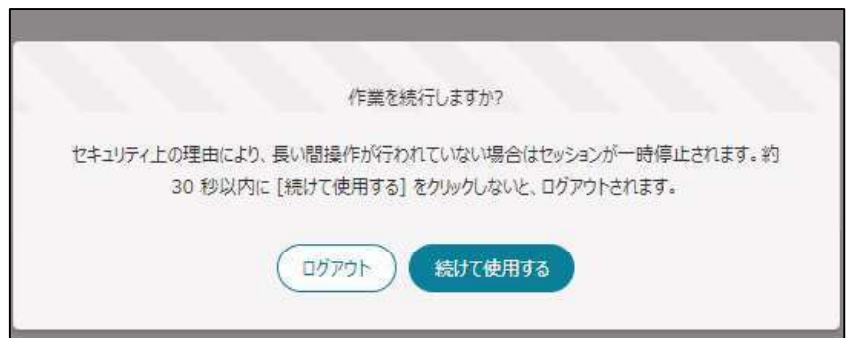 作業を続行しますか?
セキュリティ上の理由により、長い間操作が行われていない場合はセッションが一時停止されます。約
30 秒以内に [続けて使用する] をクリックしないと、ログアウトされます。
ログアウト
続けて使用する